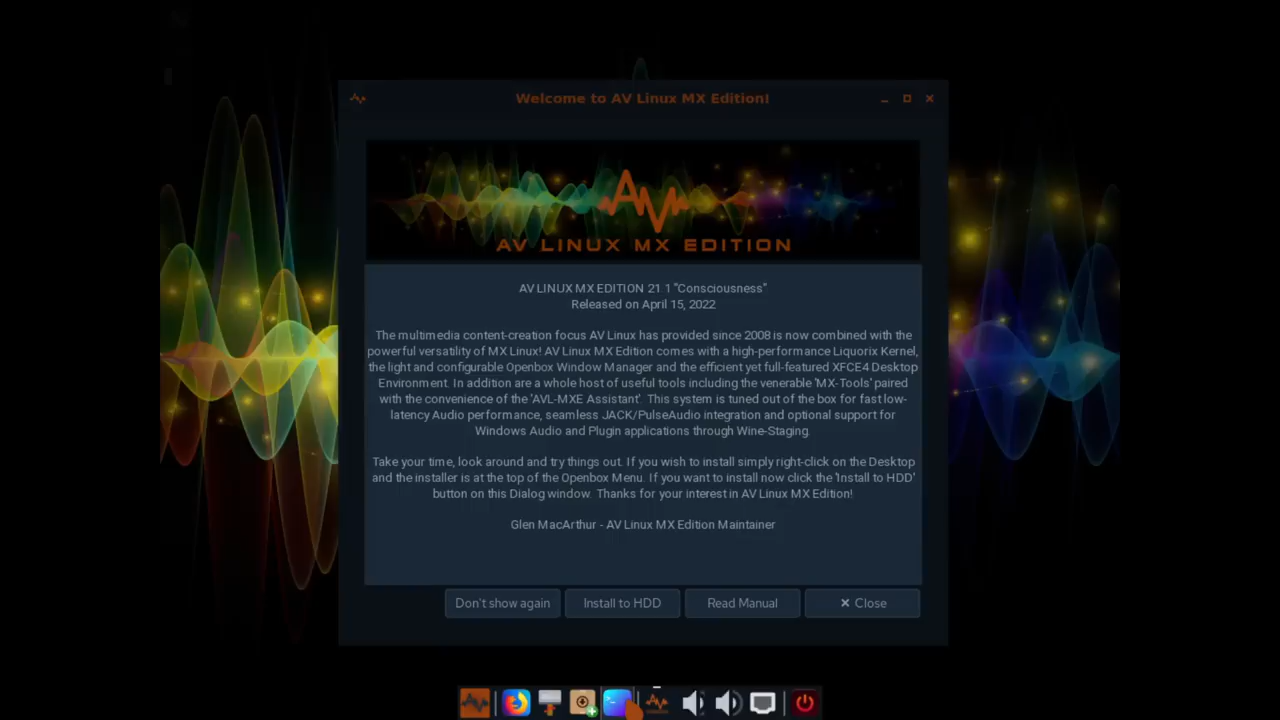 Welcome to AV Linux MX Edition!
AV LINUX MX EDITION
AV LINUX MX EDITION 21.1 "Consciousness"
Released on April 15, 2022
The multimedia content-creation focus AV Linux has provided since 2008 is now combined with the
powerful versatility of MX Linux! AV Linux MX Edition comes with a high-performance Liquorix Kernel,
the light and configurable Openbox Window Manager and the efficient yet full-featured XFCE4 Desktop
Environment. In addition are a whole host of useful tools including the venerable 'MX-Tools' paired
with the convenience of the 'AVL-MXE Assistant'. This system is tuned out of the box for fast low-
latency Audio performance, seamless JACK/PulseAudio integration and optional support for
Windows Audio and Plugin applications through Wine-Staging.
Take your time, look around and try things out. If you wish to install simply right-click on the Desktop
and the installer is at the top of the Openbox Menu. If you want to install now click the 'Install to HDD'
button on this Dialog window. Thanks for your interest in AV Linux MX Edition!
Glen MacArthur - AV Linux MX Edition Maintainer
Don't show again
Install to HDD
Read Manual
Close